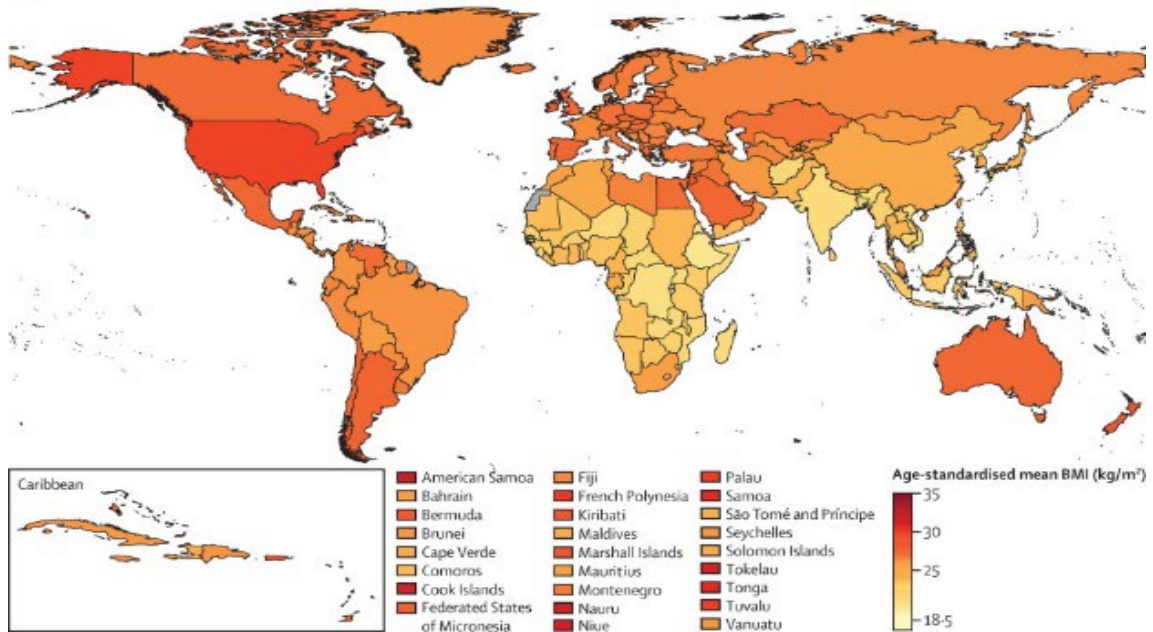 Caribbean
American Samoa
Bahrain
Bermuda
Brunei
Cape Verde
Comoros
Cook Islands
Federated States
of Micronesia
Fiji
French Polynesia
Kiribati
Maldives
Marshall Islands
Mauritius
Montenegro
Nauru
Niue
Palau
Samoa
São Tomé and Príncipe
Seychelles
Solomon Islands
Tokelau
Tonga
Tuvalu
Vanuatu
Age-standardised mean BMI (kg/m²)
35
30
25
18·5